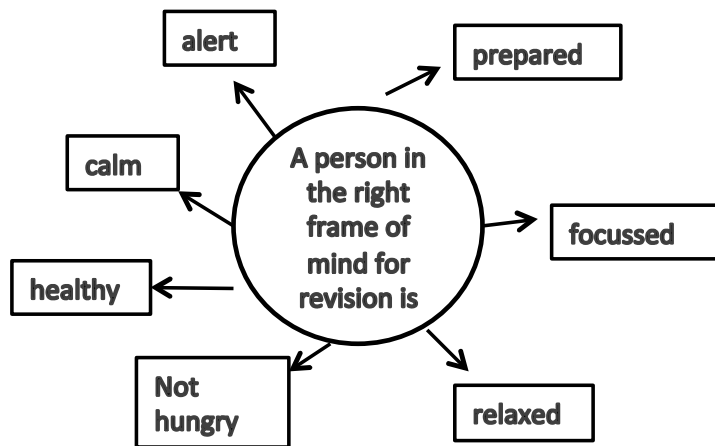 alert
prepared
calm
A person in
the right
frame of
mind for
revision is
focussed
healthy
Not
hungry
relaxed